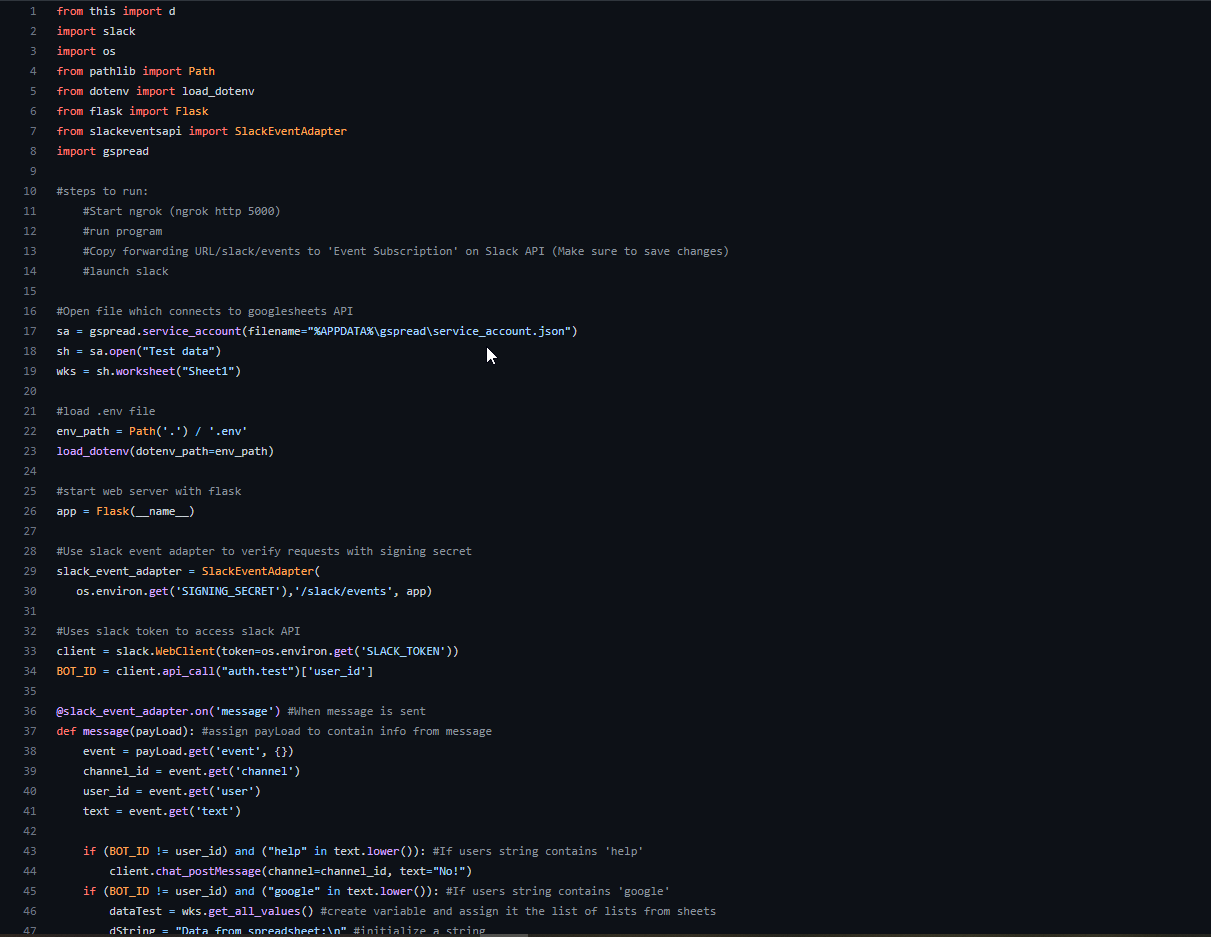 1 from this import d
2 import slack
3 import os
4 from pathlib import Path
5 from dotenv import load_dotenv
6 from flask import Flask
7 from slackeventsapi import SlackEventAdapter
8 import gspread
9
10 #steps to run:
11     #Start ngrok (ngrok http 5000)
12     #run program
13     #Copy forwarding URL/slack/events to 'Event Subscription' on Slack API (Make sure to save changes)
14     #launch slack
15
16 #Open file which connects to googlesheets API
17 sa = gspread.service_account(filename="%APPDATA%\gspread\service_account.json")
18 sh = sa.open("Test data")
19 wks = sh.worksheet("Sheet1")
20
21 #load .env file
22 env_path = Path('.') / '.env'
23 load_dotenv(dotenv_path=env_path)
24
25 #start web server with flask
26 app = Flask(__name__)
27
28 #Use slack event adapter to verify requests with signing secret
29 slack_event_adapter = SlackEventAdapter(
30    os.environ.get('SIGNING_SECRET'),'/slack/events', app)
31
32 #Uses slack token to access slack API
33 client = slack.WebClient(token=os.environ.get('SLACK_TOKEN'))
34 BOT_ID = client.api_call("auth.test")['user_id']
35
36 @slack_event_adapter.on('message') #When message is sent
37 def message(payLoad): #assign payLoad to contain info from message
38     event = payLoad.get('event', {})
39     channel_id = event.get('channel')
40     user_id = event.get('user')
41     text = event.get('text')
42
43     if (BOT_ID != user_id) and ("help" in text.lower()): #If users string contains 'help'
44         client.chat_postMessage(channel=channel_id, text="No!")
45     if (BOT_ID != user_id) and ("google" in text.lower()): #If users string contains 'google'
46         dataTest = wks.get_all_values() #create variable and assign it the list of lists from sheets
47         dString = "Data from spreadsheet:\n" #initialize a string